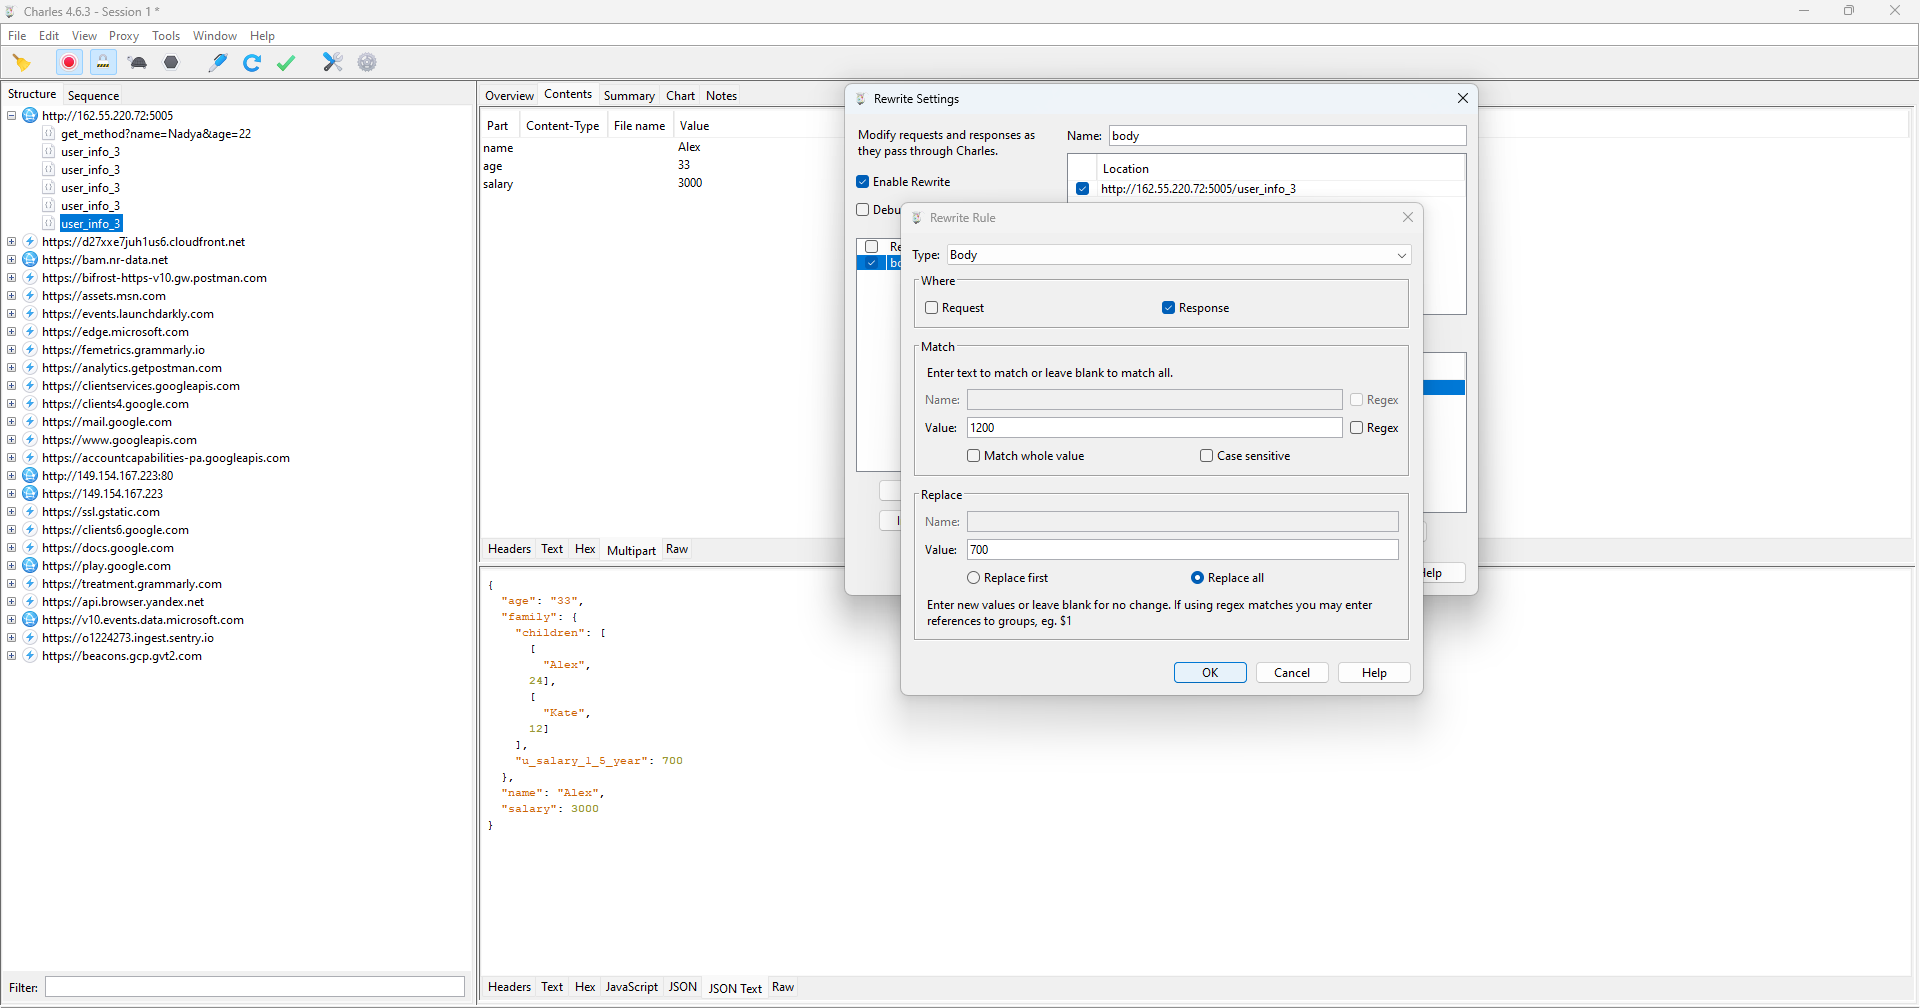 Charles 4.6.3 - Session 1 *
File Edit View Proxy Tools Window Help
Structure Sequence
http://162.55.220.72:5005
get_method?name=Nadya&age=22
user_info_3
user_info_3
user_info_3
user_info_3
user_info_3
https://d27xxe7juh1us6.cloudfront.net
https://bam.nr-data.net
https://bifrost-https-v10.gw.postman.com
https://assets.msn.com
https://events.launchdarkly.com
https://edge.microsoft.com
https://femetrics.grammarly.io
https://analytics.getpostman.com
https://clientservices.googleapis.com
https://clients4.google.com
https://mail.google.com
https://www.googleapis.com
https://accountcapabilities-pa.googleapis.com
http://149.154.167.223:80
https://149.154.167.223
https://ssl.gstatic.com
https://clients6.google.com
https://docs.google.com
https://play.google.com
https://treatment.grammarly.com
https://api.browser.yandex.net
https://v10.events.data.microsoft.com
https://o1224273.ingest.sentry.io
https://beacons.gcp.gvt2.com
Filter:
Overview Contents Summary Chart Notes
Part Content-Type File name Value
name Alex
age 33
salary 3000
Headers Text Hex Multipart Raw
{
"age": "33",
"family": {
"children": [
[
"Alex",
24],
[
"Kate",
12]
],
"u_salary_1_5_year": 700
},
"name": "Alex",
"salary": 3000
}
Headers Text Hex JavaScript JSON JSON Text Raw
Rewrite Settings
Modify requests and responses as
they pass through Charles.
Enable Rewrite
Debu
Re
bo
Name: body
Location
http://162.55.220.72:5005/user_info_3
elp
Rewrite Rule
Type: Body
Where
Request Response
Match
Enter text to match or leave blank to match all.
Name: Regex
Value: 1200 Regex
Match whole value Case sensitive
Replace
Name:
Value: 700
Replace first Replace all
Enter new values or leave blank for no change. If using regex matches you may enter
references to groups, eg. $1
OK Cancel Help